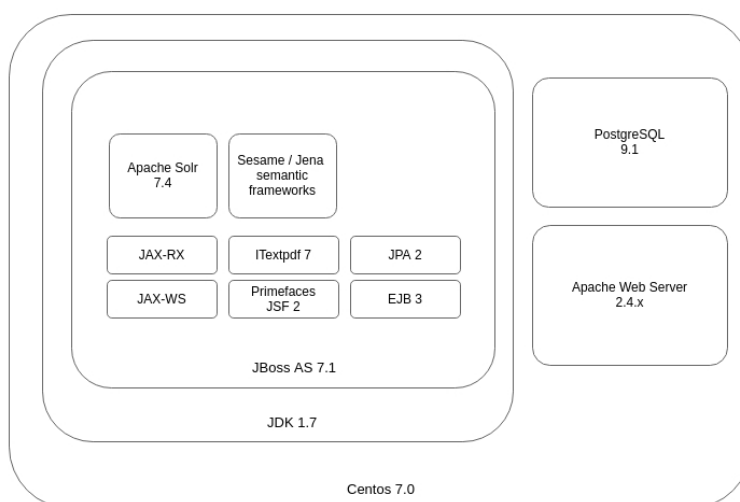 Apache Solr
7.4
Sesame / Jena
semantic
frameworks
JAX-RX
ITextpdf 7
JPA 2
JAX-WS
Primefaces
JSF 2
EJB 3
JBoss AS 7.1
JDK 1.7
Centos 7.0
PostgreSQL
9.1
Apache Web Server
2.4.x